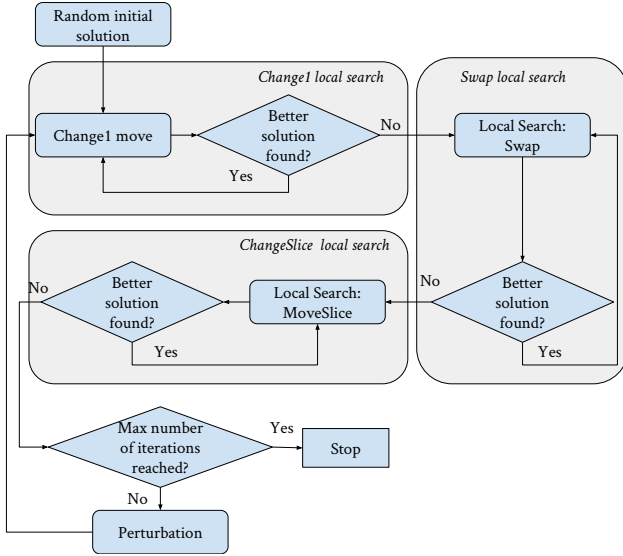 Random initial
solution
Change1 local search
Change1 move
Better
solution
found?
Yes
No
Swap local search
Local Search:
Swap
Better
solution
found?
Yes
No
ChangeSlice local search
Local Search:
MoveSlice
Better
solution
found?
Yes
No
Max number
of iterations
reached?
Yes
Stop
No
Perturbation